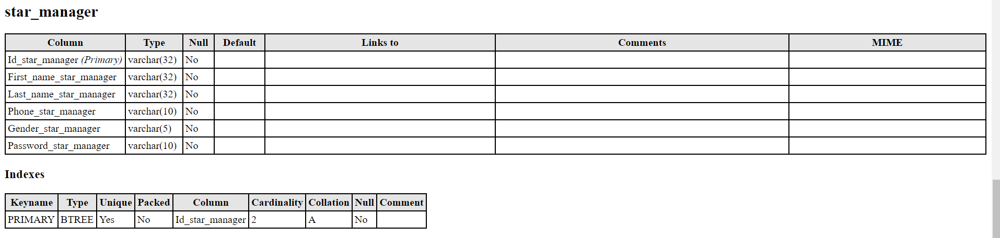 star_manager
Column Type Null Default Links to Comments MIME
Id_star_manager (Primary) varchar(32) No
First_name_star_manager varchar(32) No
Last_name_star_manager varchar(32) No
Phone_star_manager varchar(10) No
Gender_star_manager varchar(5) No
Password_star_manager varchar(10) No
Indexes
Keyname Type Unique Packed Column Cardinality Collation Null Comment
PRIMARY BTREE Yes No Id_star_manager 2 A No